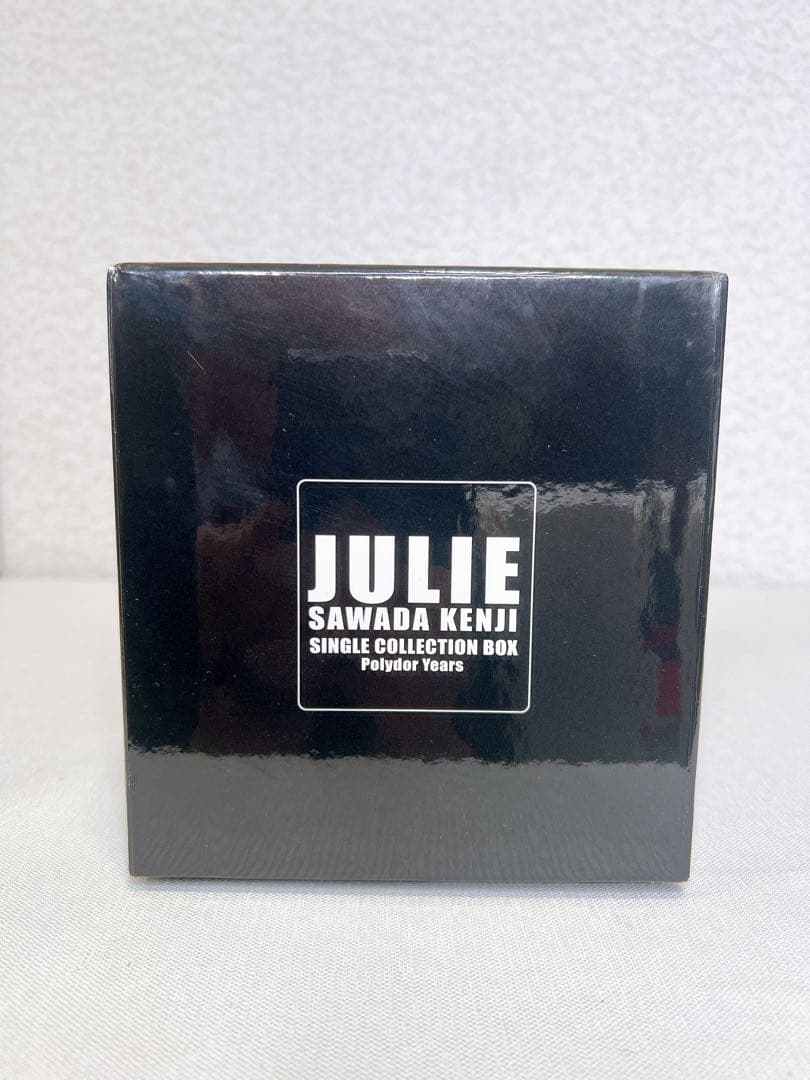 JULIE
SAWADA KENJI
SINGLE COLLECTION BOX
Polydor Years